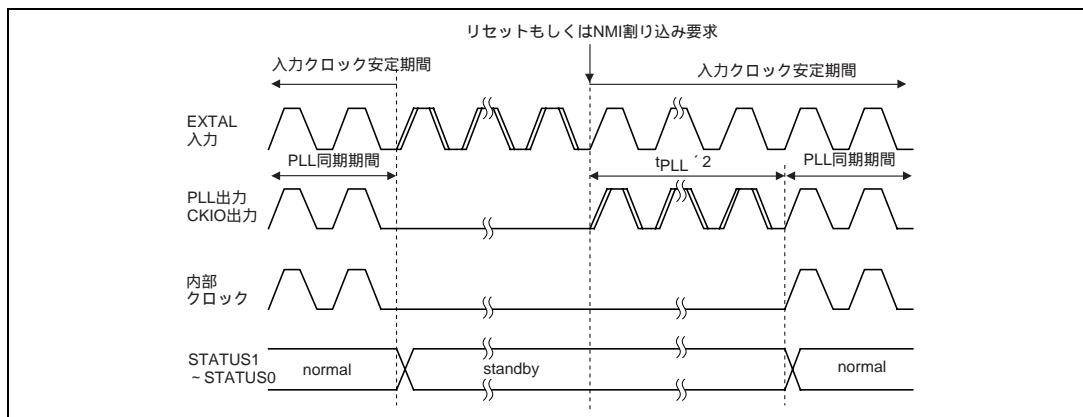 リセットもしくはNMI割り込み要求
入力クロック安定期間
入力クロック安定期間
EXTAL
入力
PLL同期期間
tPLL ´ 2
PLL同期期間
PLL出力
CKIO出力
内部
クロック
STATUS1
~ STATUS0
normal
standby
normal